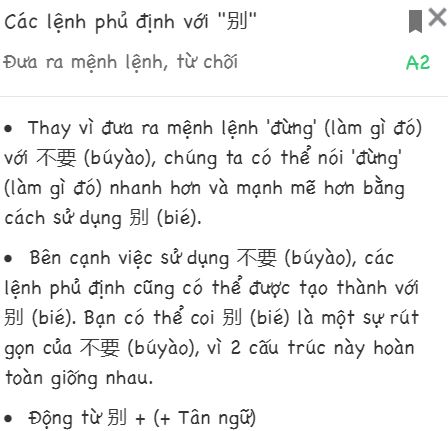 Các lệnh phủ định với "别"
Đưa ra mệnh lệnh, từ chối
A2
• Thay vì đưa ra mệnh lệnh 'đừng' (làm gì đó)
với 不要 (búyào), chúng ta có thể nói 'đừng'
(làm gì đó) nhanh hơn và mạnh mẽ hơn bằng
cách sử dụng 别 (bié).
• Bên cạnh việc sử dụng 不要 (búyào), các
lệnh phủ định cũng có thể được tạo thành với
别 (bié). Bạn có thể coi 别 (bié) là một sự rút
gọn của 不要 (búyào), vì 2 cấu trúc này hoàn
toàn giống nhau.
• Động từ 别 + (+ Tân ngữ)